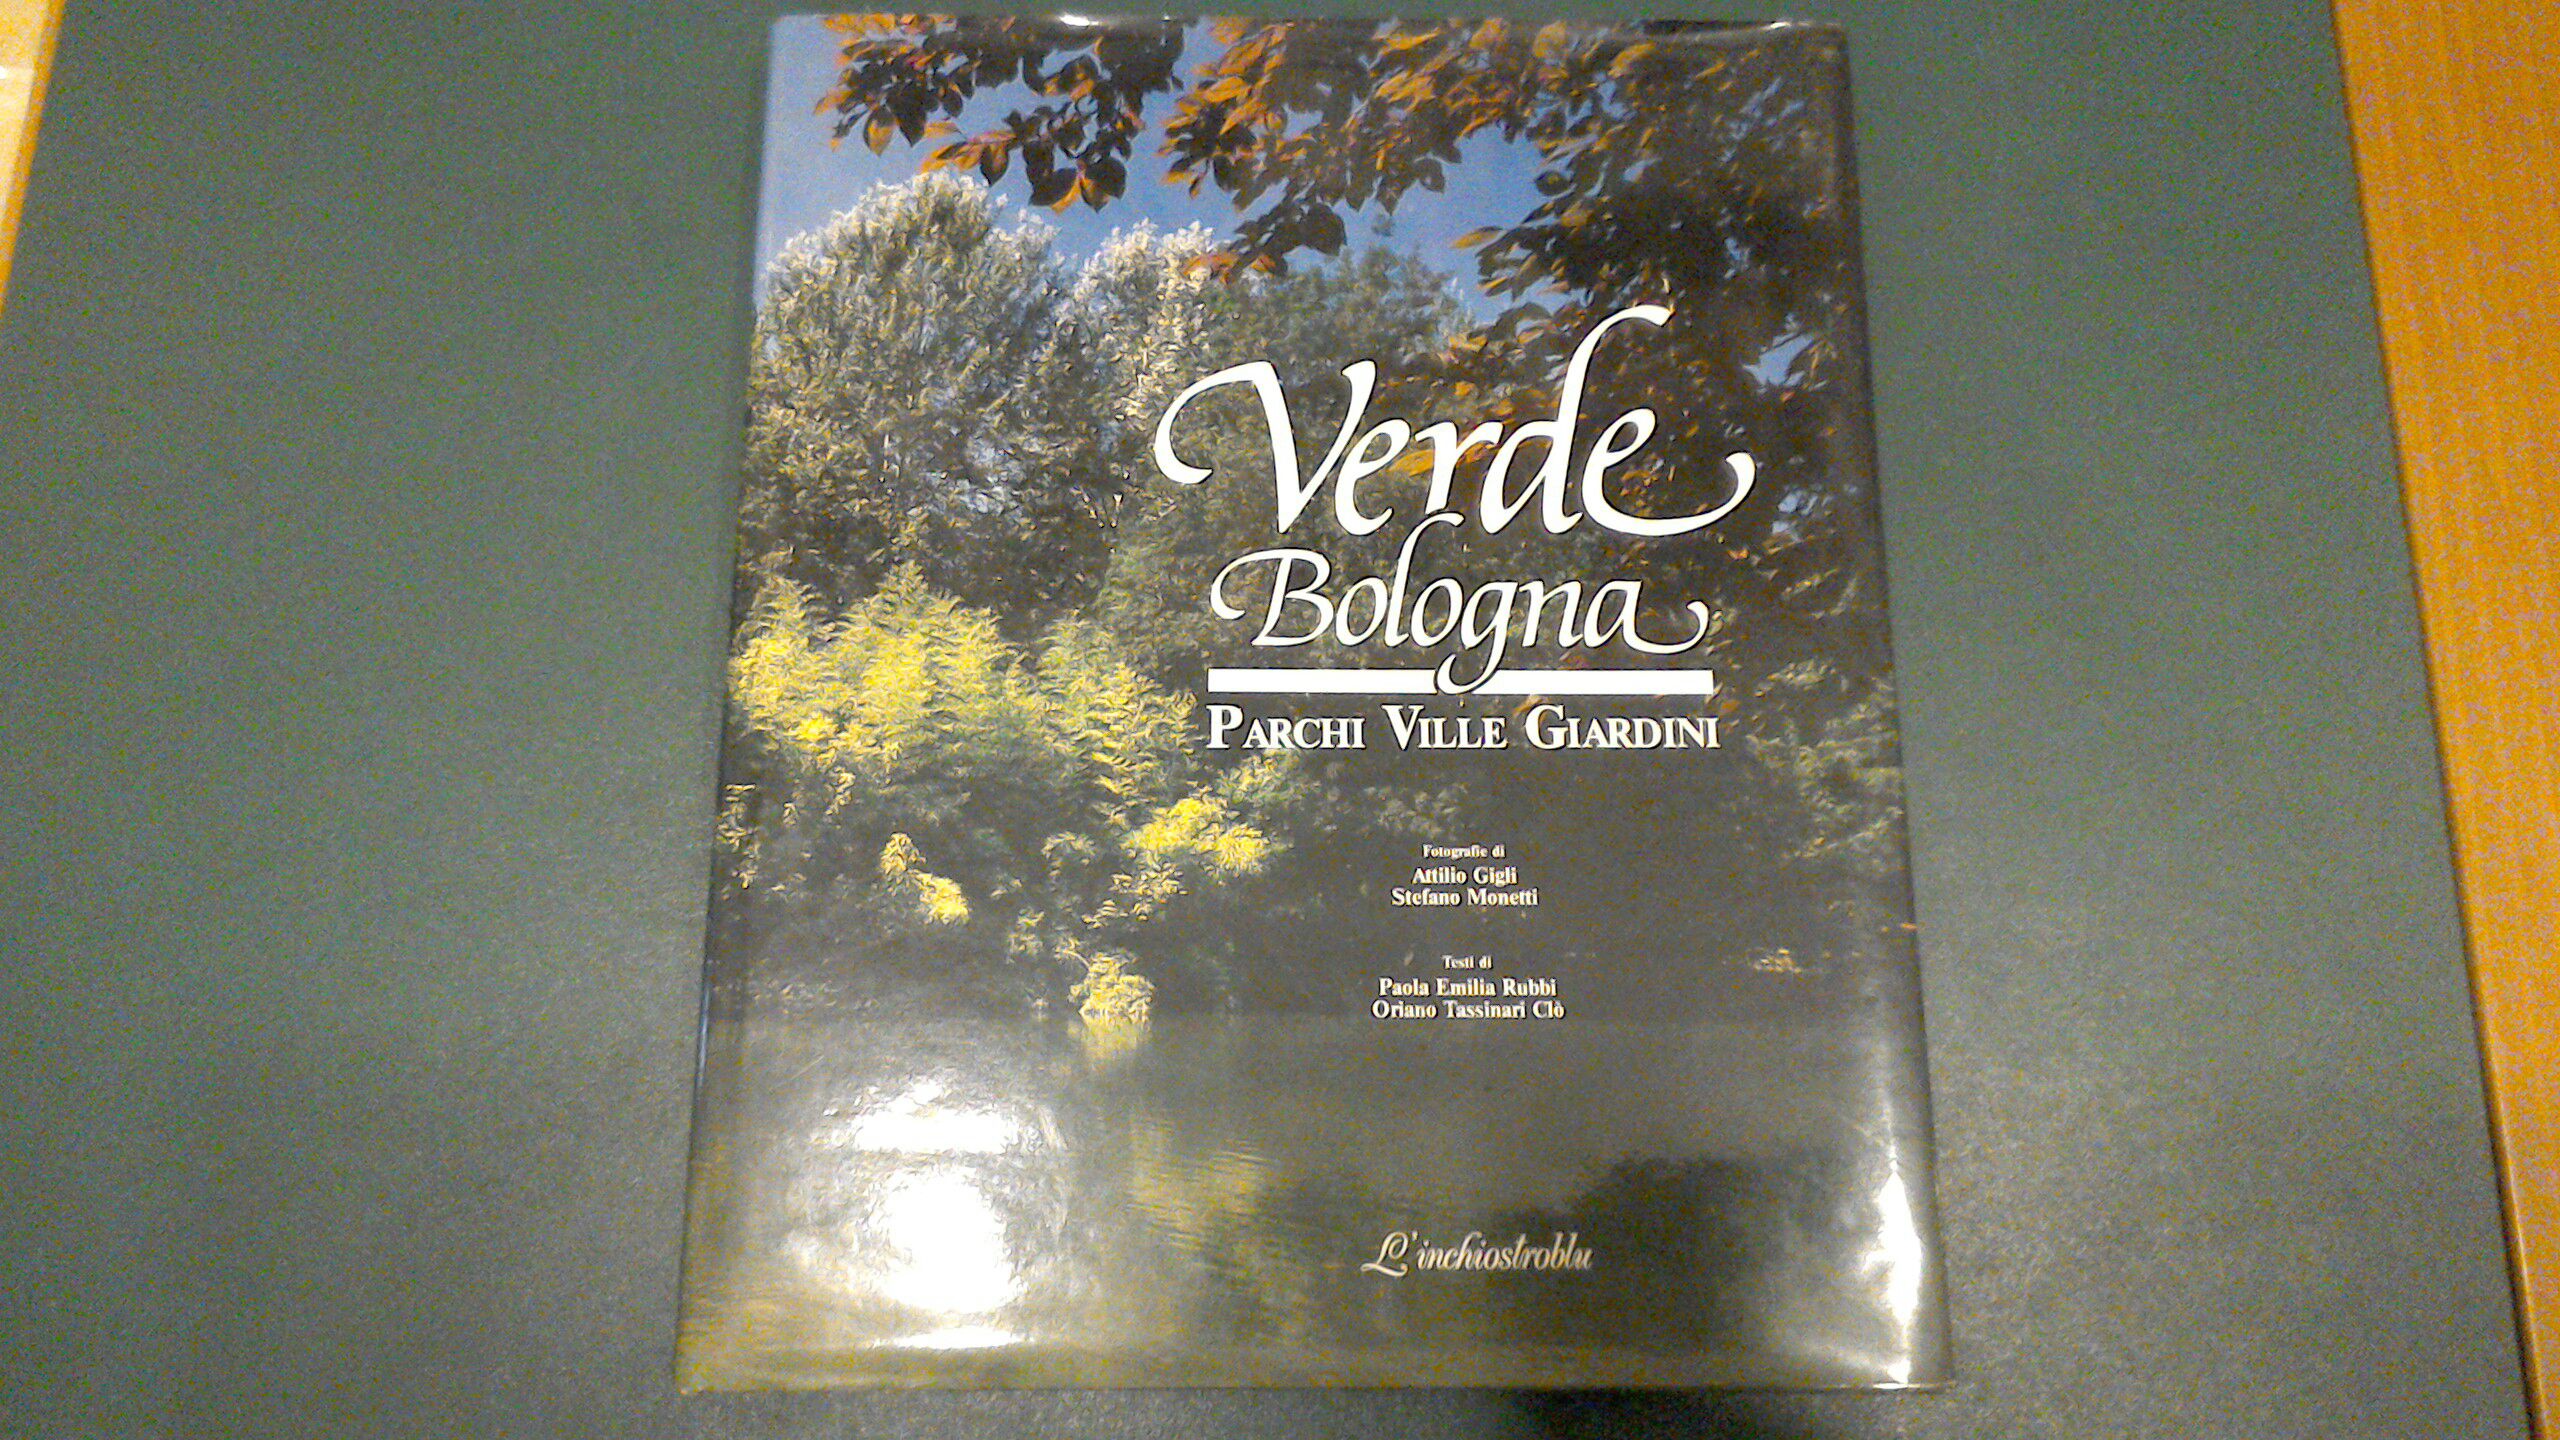 Verde
Bologna
PARCHI VILLE GIARDINI
Fotografie di
Attilio Gigli
Stefano Monetti
Testi di
Paola Emilia Rubbi
Oriano Tassinari Clò
L'inchiostroblu